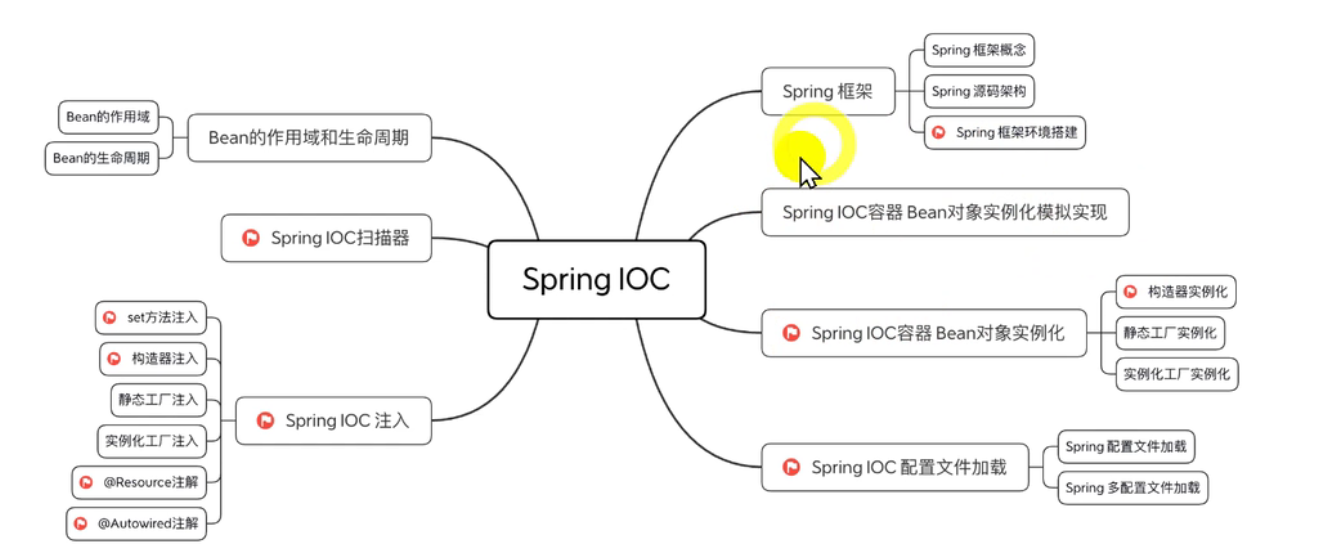 Spring IOC
Spring 框架
Spring 框架概念
Spring 源码架构
Spring 框架环境搭建
Spring IOC容器 Bean对象实例化模拟实现
Spring IOC容器 Bean对象实例化
构造器实例化
静态工厂实例化
实例化工厂实例化
Spring IOC 配置文件加载
Spring 配置文件加载
Spring 多配置文件加载
Bean的作用域和生命周期
Bean的作用域
Bean的生命周期
Spring IOC扫描器
Spring IOC 注入
set方法注入
构造器注入
静态工厂注入
实例化工厂注入
@Resource注解
@Autowired注解